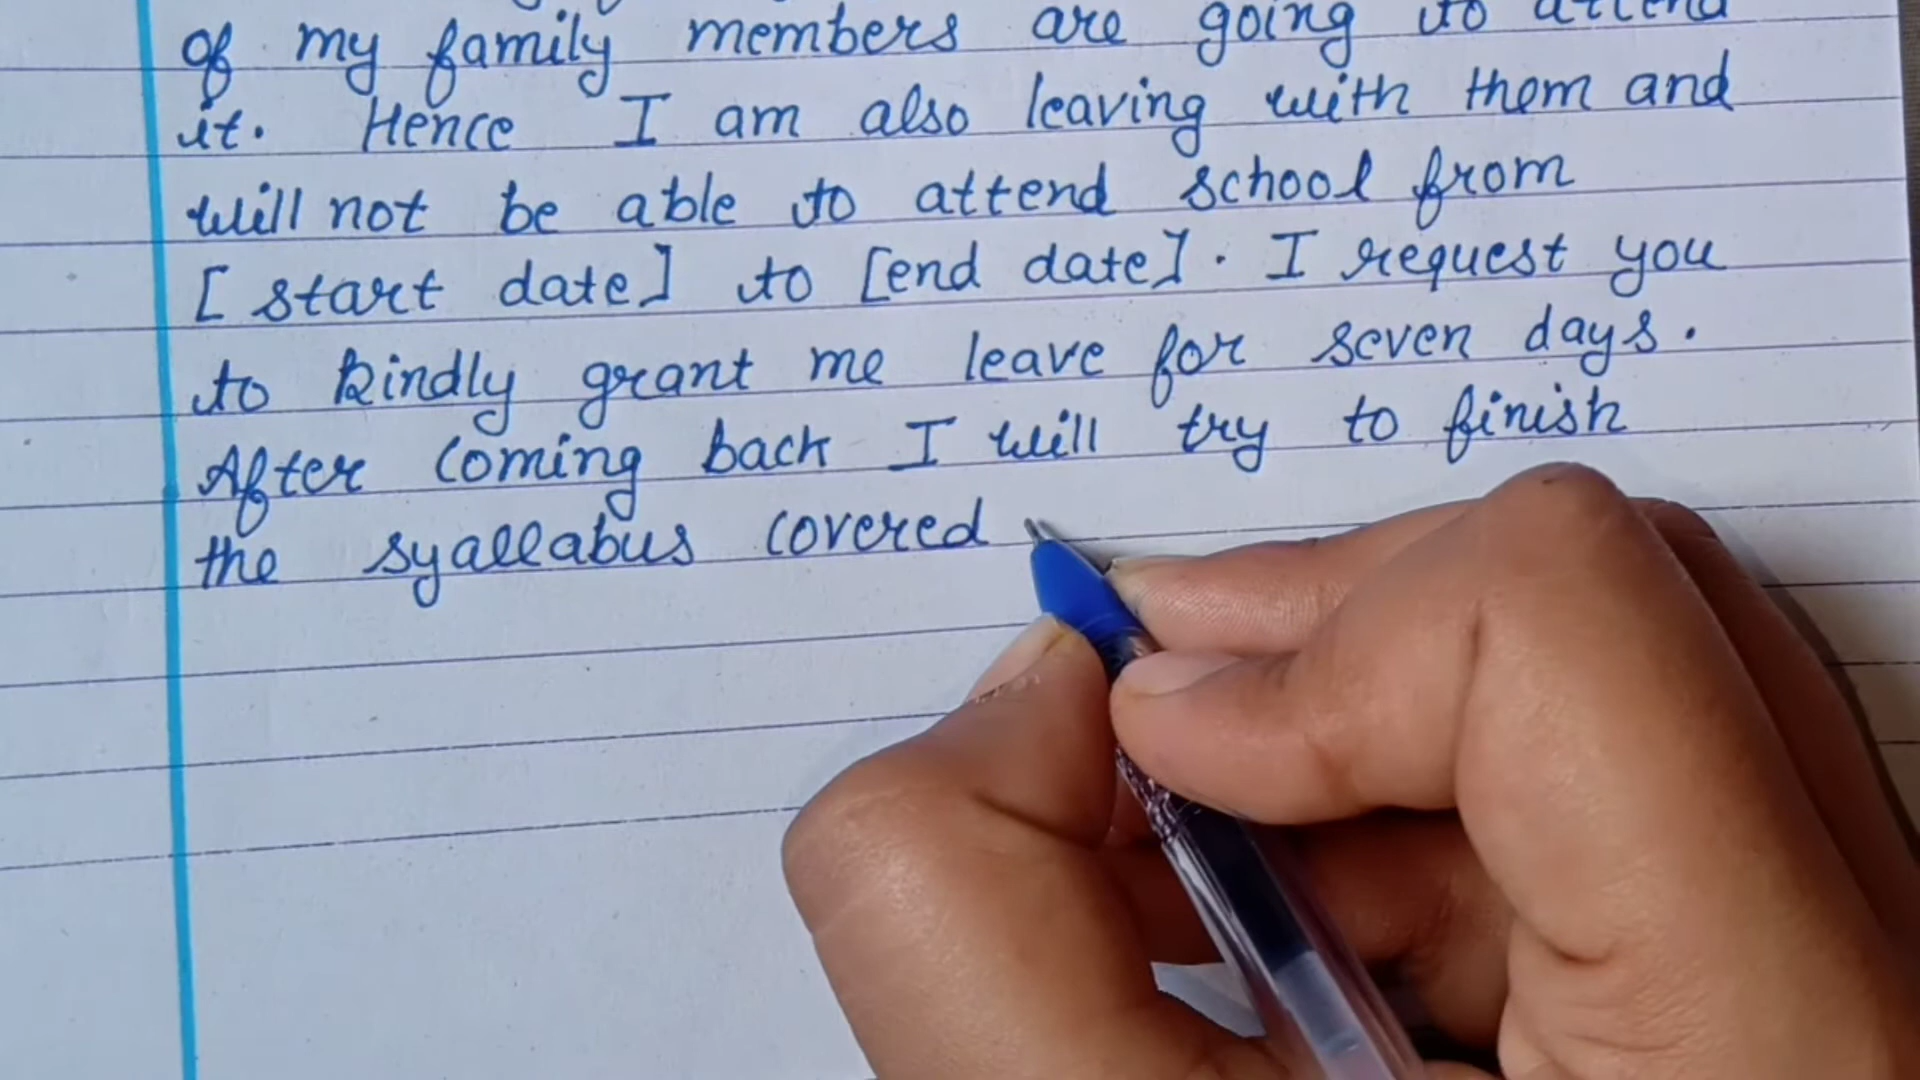 of my family members are going to attend
it. Hence I am also leaving with them and
will not be able to attend school from
[start date] to [end date]. I request you
to kindly grant me leave for seven days.
After coming back I will try to finish
the syallabus covered